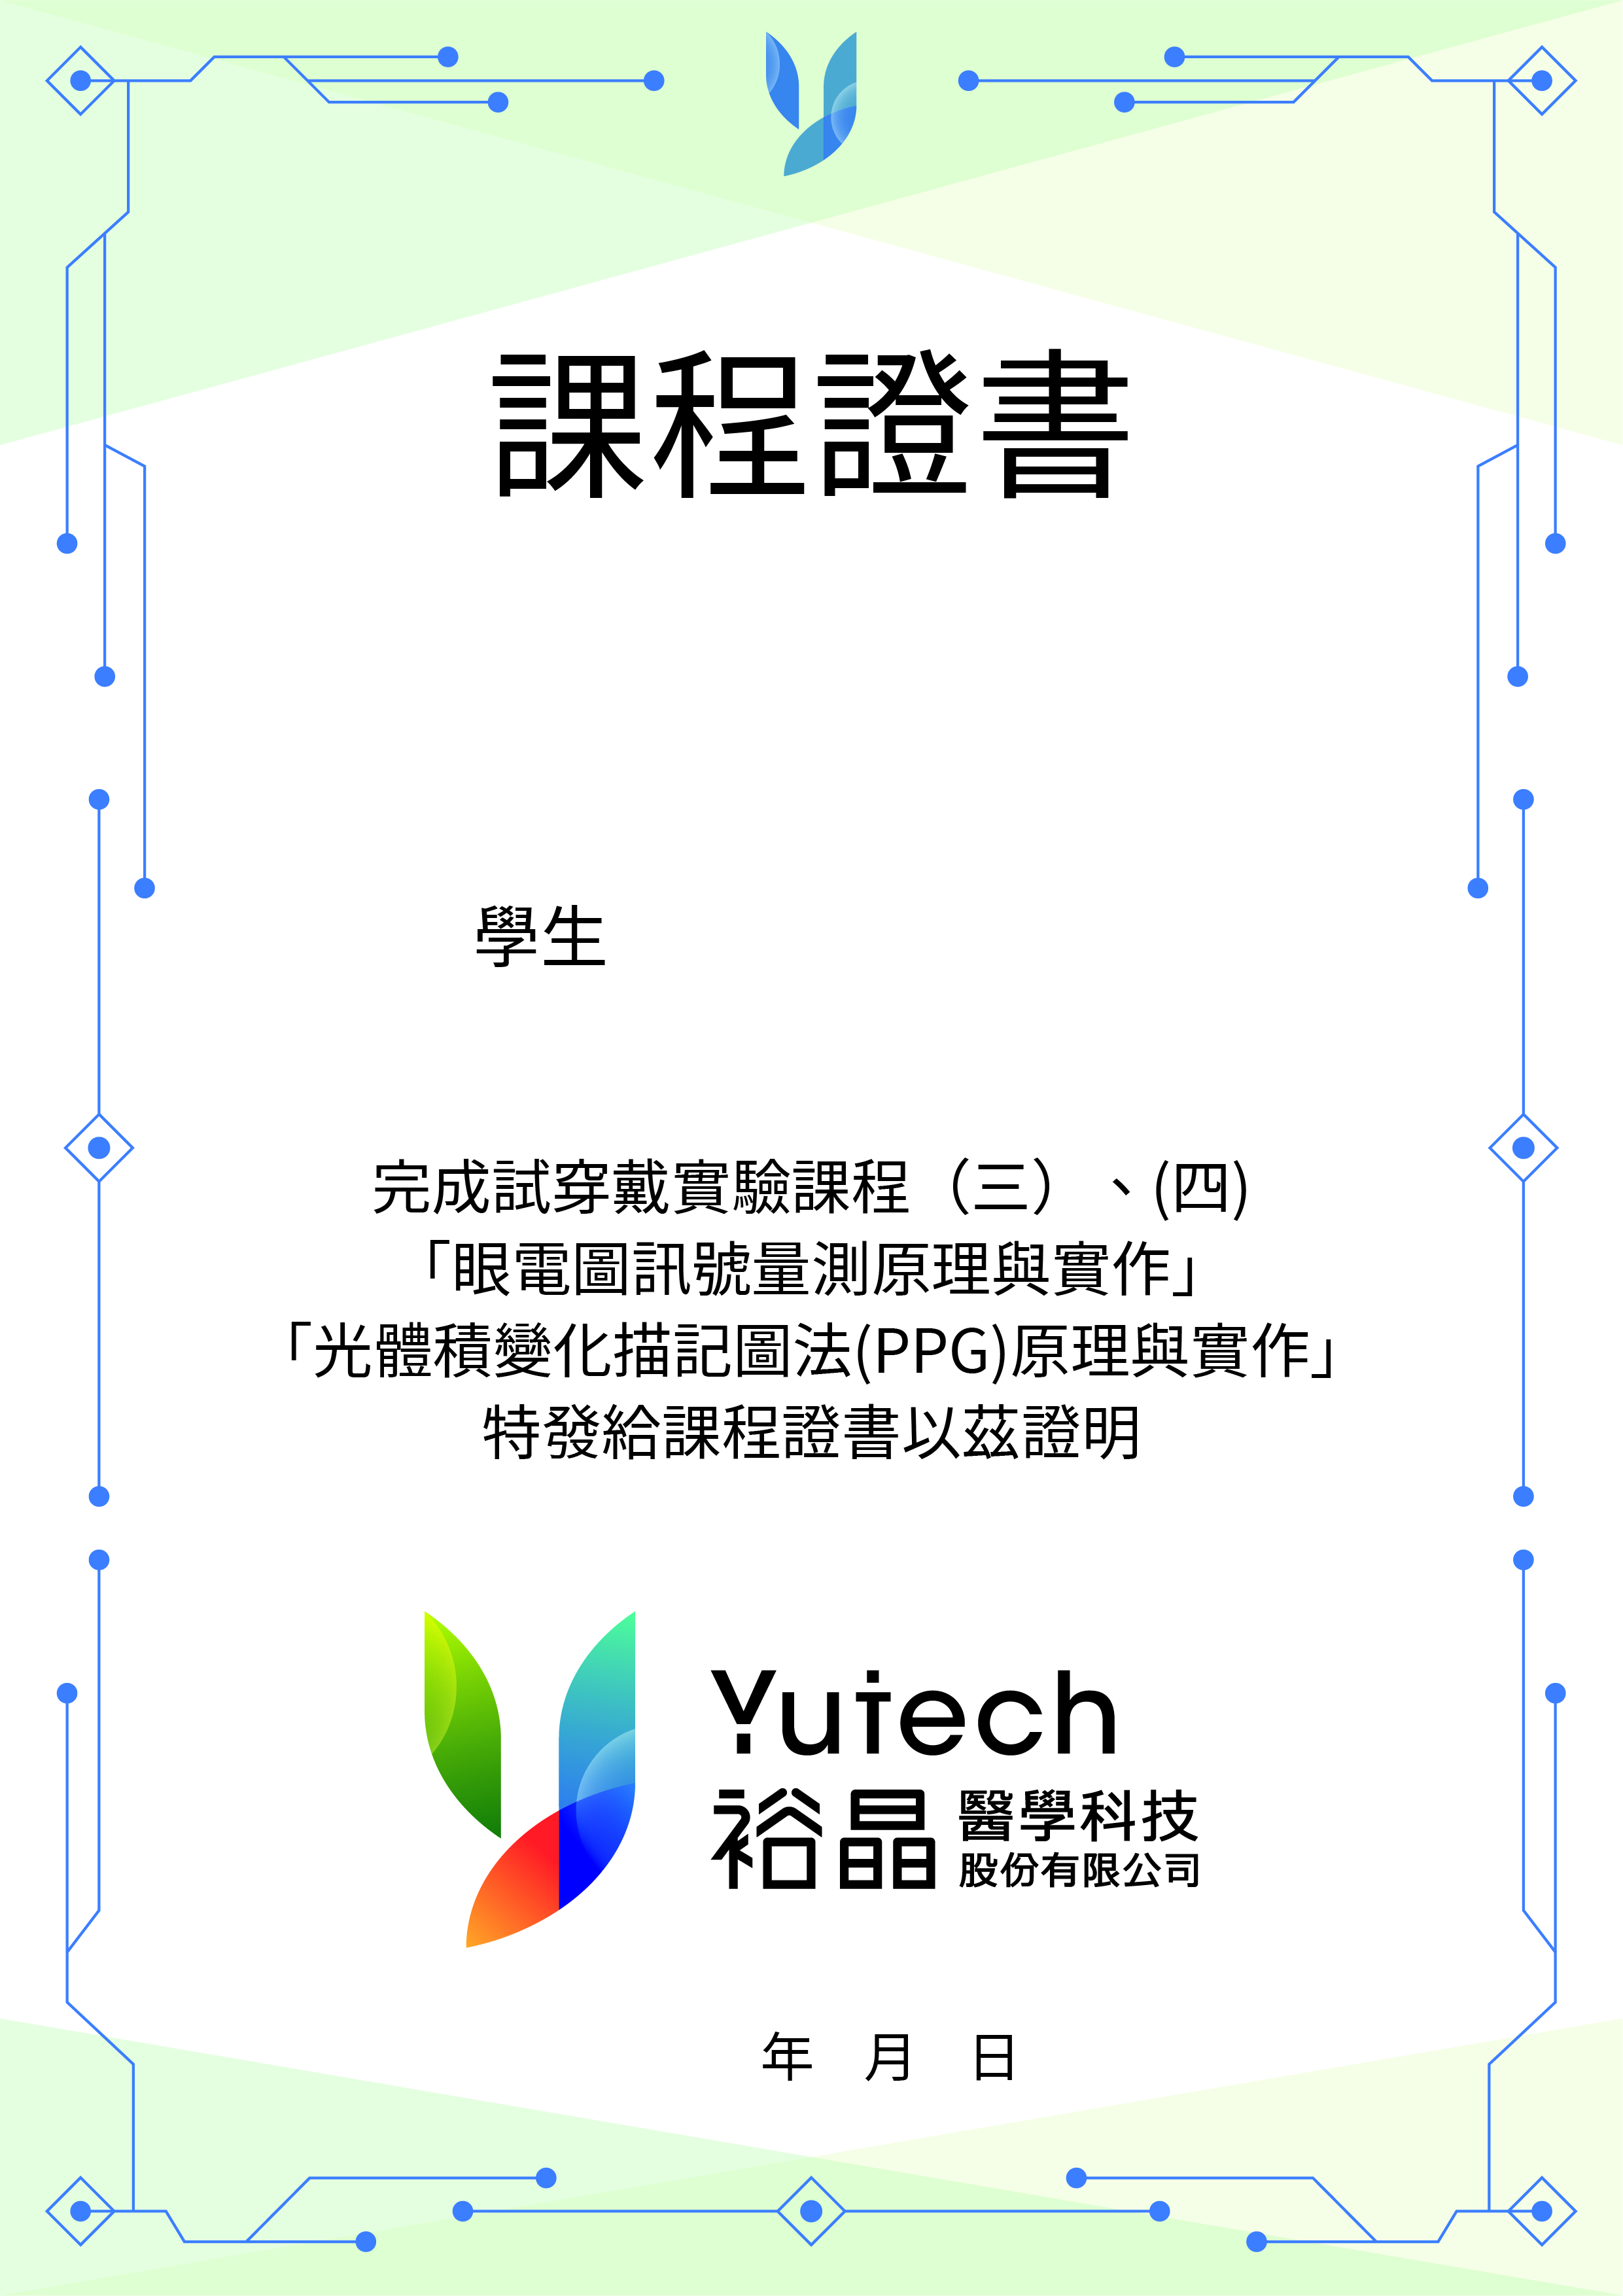 課程證書
學生
完成試穿戴實驗課程（三）、(四)
「眼電圖訊號量測原理與實作」
「光體積變化描記圖法(PPG)原理與實作」
特發給課程證書以茲證明
Yutech
裕晶 醫學科技
股份有限公司
年 月 日